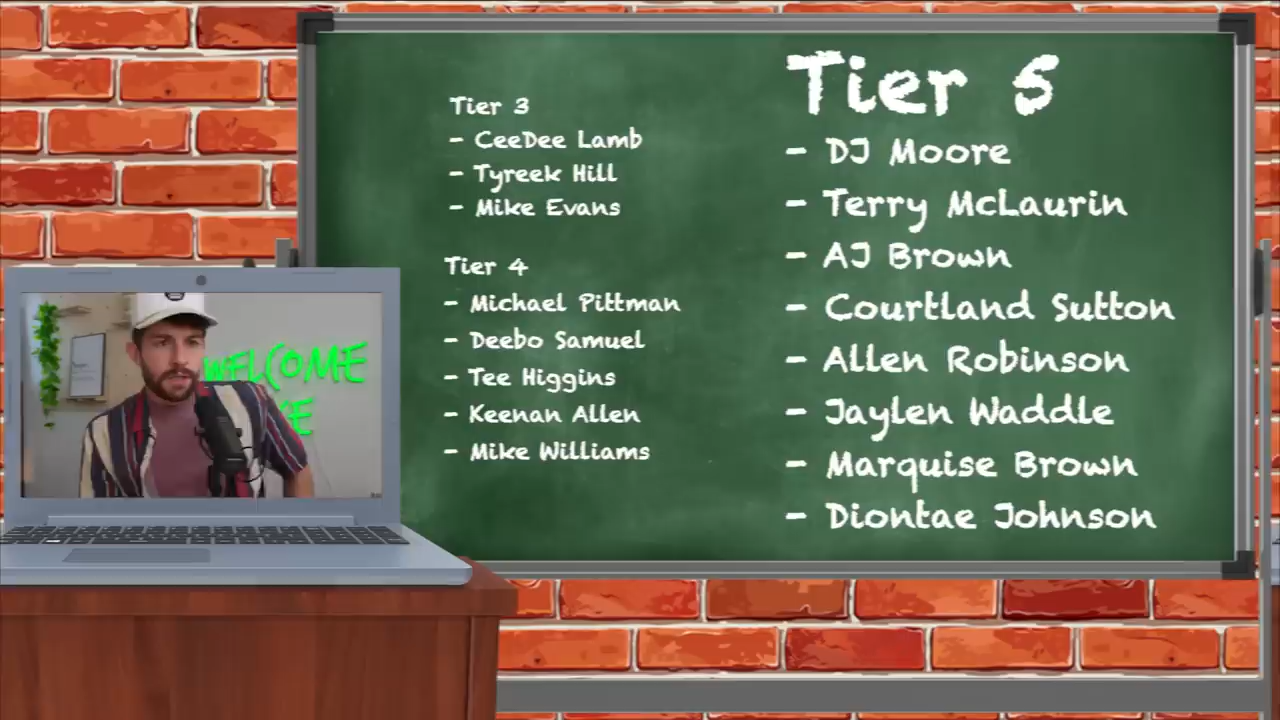 Tier 3
- CeeDee Lamb
- Tyreek Hill
- Mike Evans
Tier 4
- Michael Pittman
- Deebo Samuel
- Tee Higgins
- Keenan Allen
- Mike Williams
Tier 5
- DJ Moore
- Terry McLaurin
- AJ Brown
- Courtland Sutton
- Allen Robinson
- Jaylen Waddle
- Marquise Brown
- Diontae Johnson
WELCOME